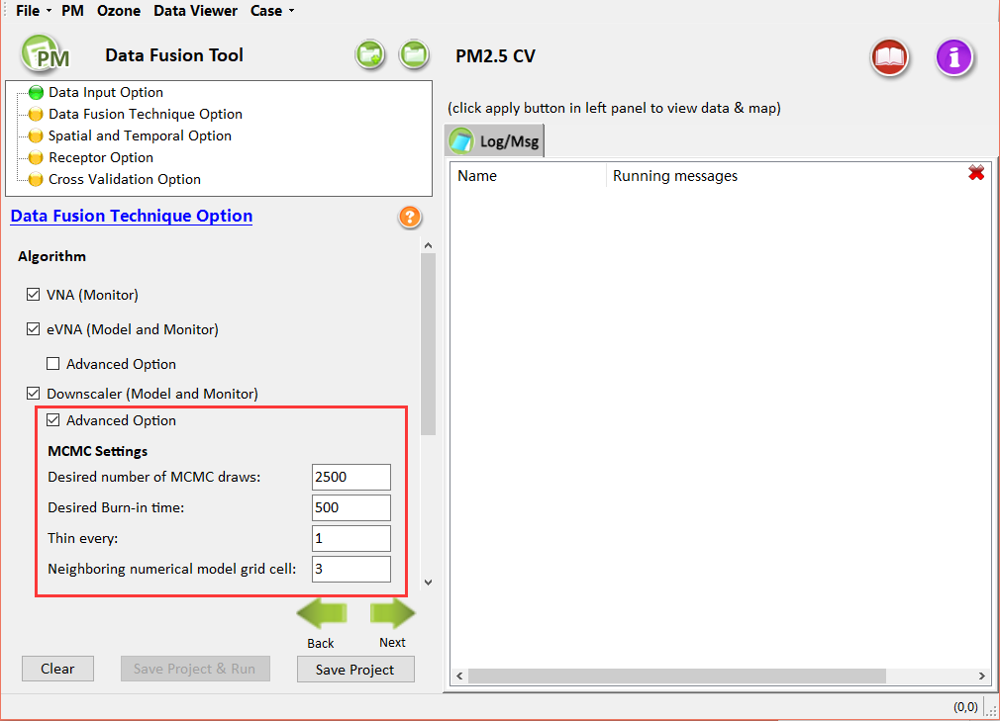 File PM Ozone Data Viewer Case
PM Data Fusion Tool PM2.5 CV
Data Input Option
Data Fusion Technique Option
Spatial and Temporal Option
Receptor Option
Cross Validation Option
Data Fusion Technique Option
?
Algorithm
VNA (Monitor)
eVNA (Model and Monitor)
Advanced Option
Downscaler (Model and Monitor)
Advanced Option
MCMC Settings
Desired number of MCMC draws: 2500
Desired Burn-in time: 500
Thin every: 1
Neighboring numerical model grid cell: 3
Back Next
Clear Save Project & Run Save Project
i
(click apply button in left panel to view data & map)
Log/Msg
Name Running messages
(0,0)